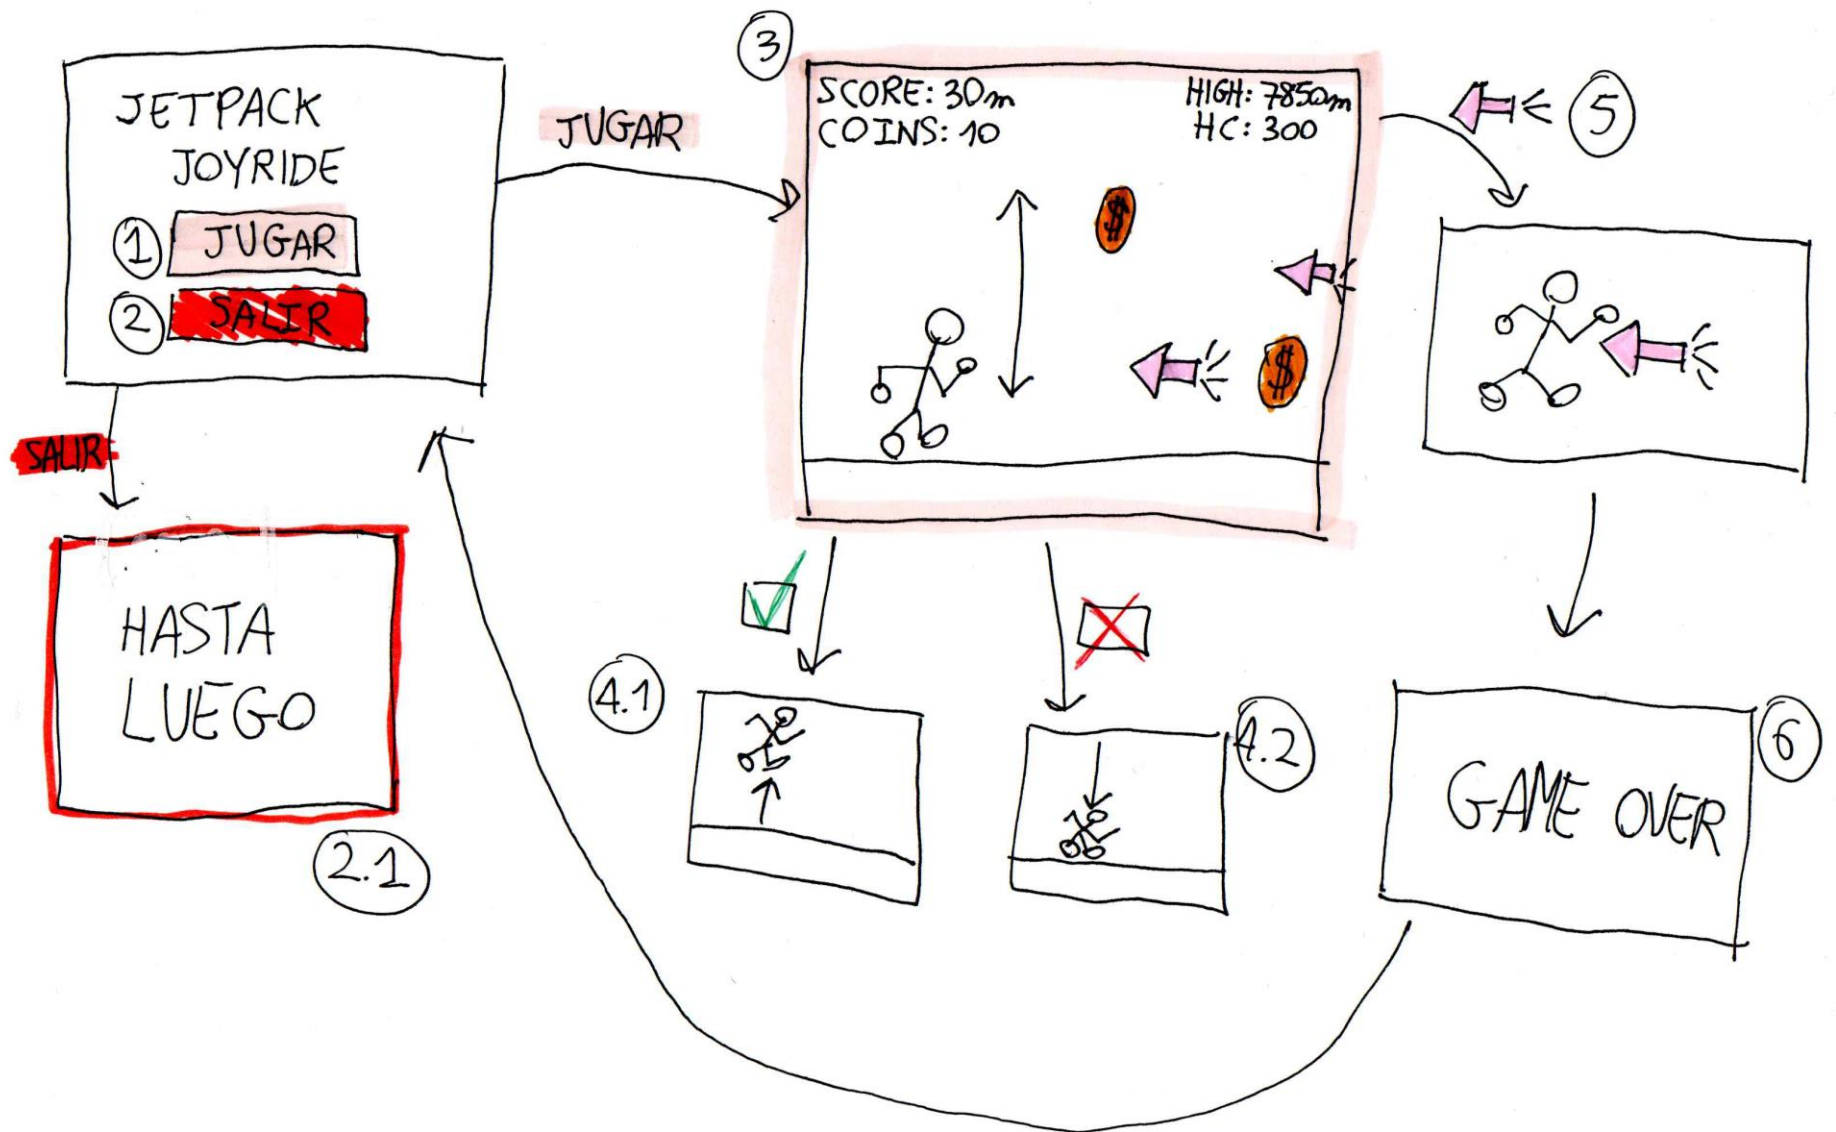 JETPACK
JOYRIDE
1 JUGAR
2 SALIR
JUGAR
3
SCORE: 30m
COINS: 10
HIGH: 7850m
HC: 300
$
$
5
SALIR
HASTA
LUEGO
2.1
4.1
4.2
GAME OVER
6